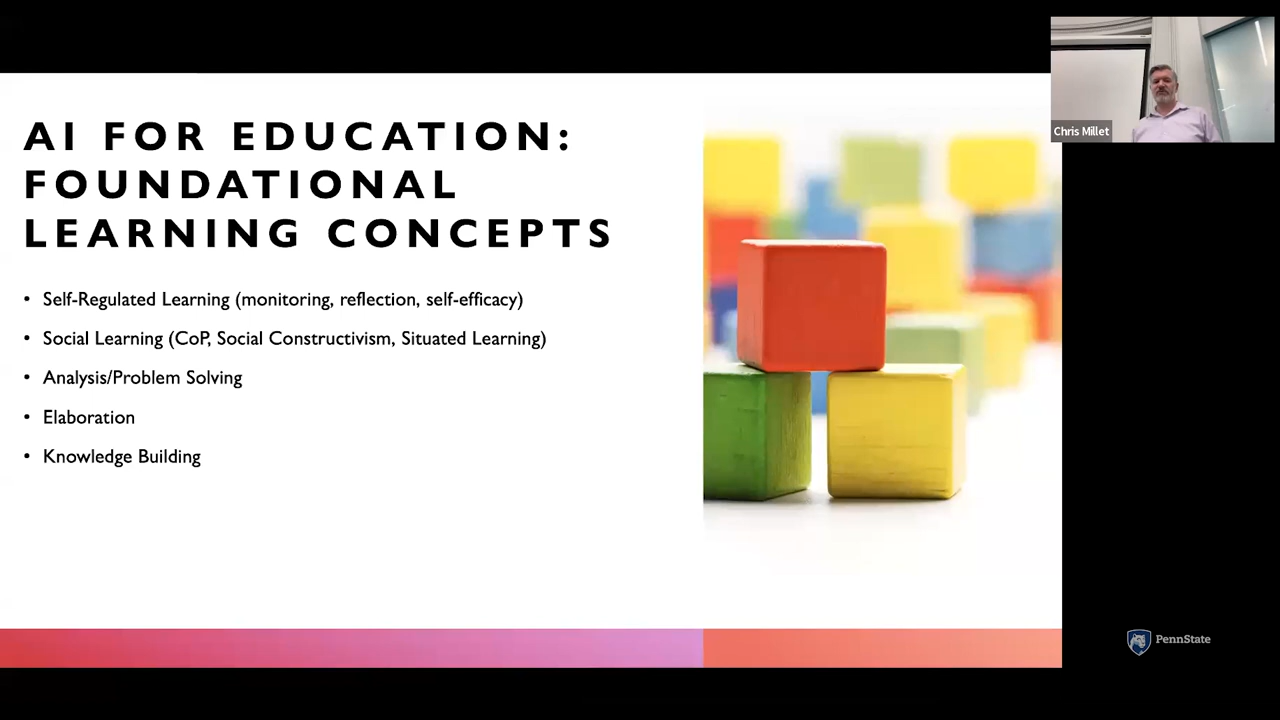 AI FOR EDUCATION:
FOUNDATIONAL
LEARNING CONCEPTS
• Self-Regulated Learning (monitoring, reflection, self-efficacy)
• Social Learning (CoP, Social Constructivism, Situated Learning)
• Analysis/Problem Solving
• Elaboration
• Knowledge Building
Chris Millet
PennState